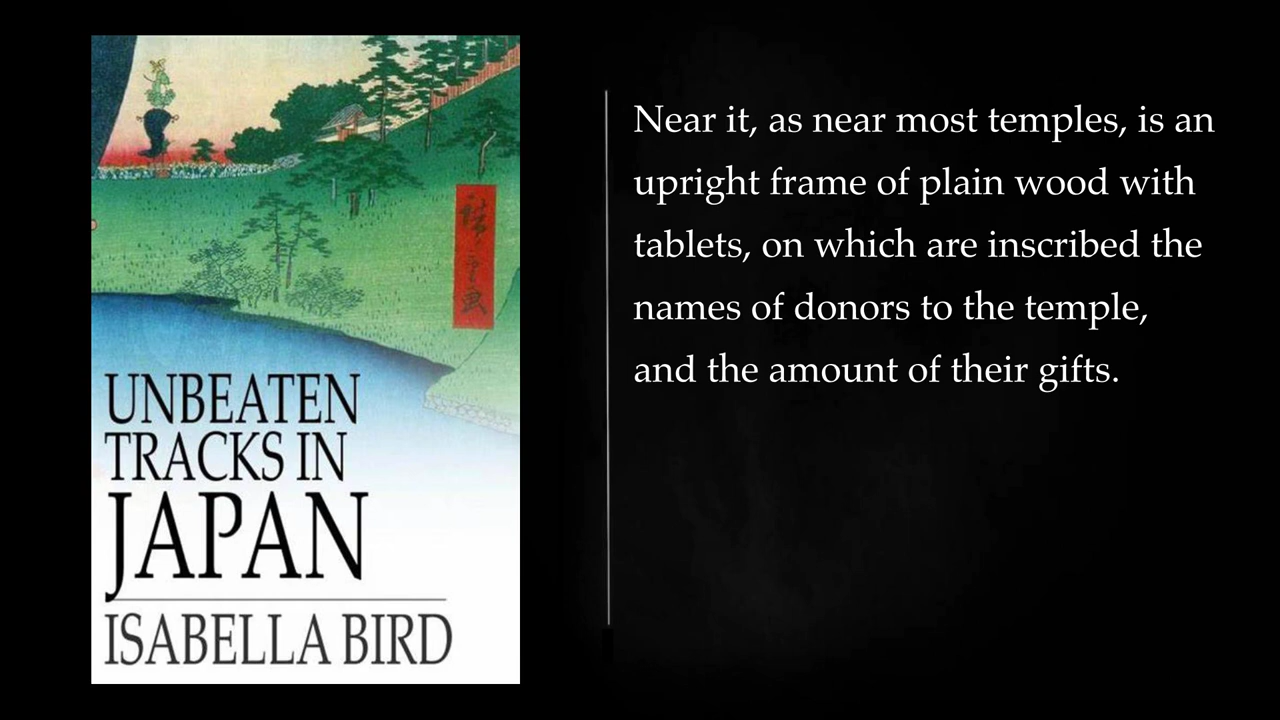 UNBEATEN
TRACKS IN
JAPAN
ISABELLA BIRD
Near it, as near most temples, is an
upright frame of plain wood with
tablets, on which are inscribed the
names of donors to the temple,
and the amount of their gifts.